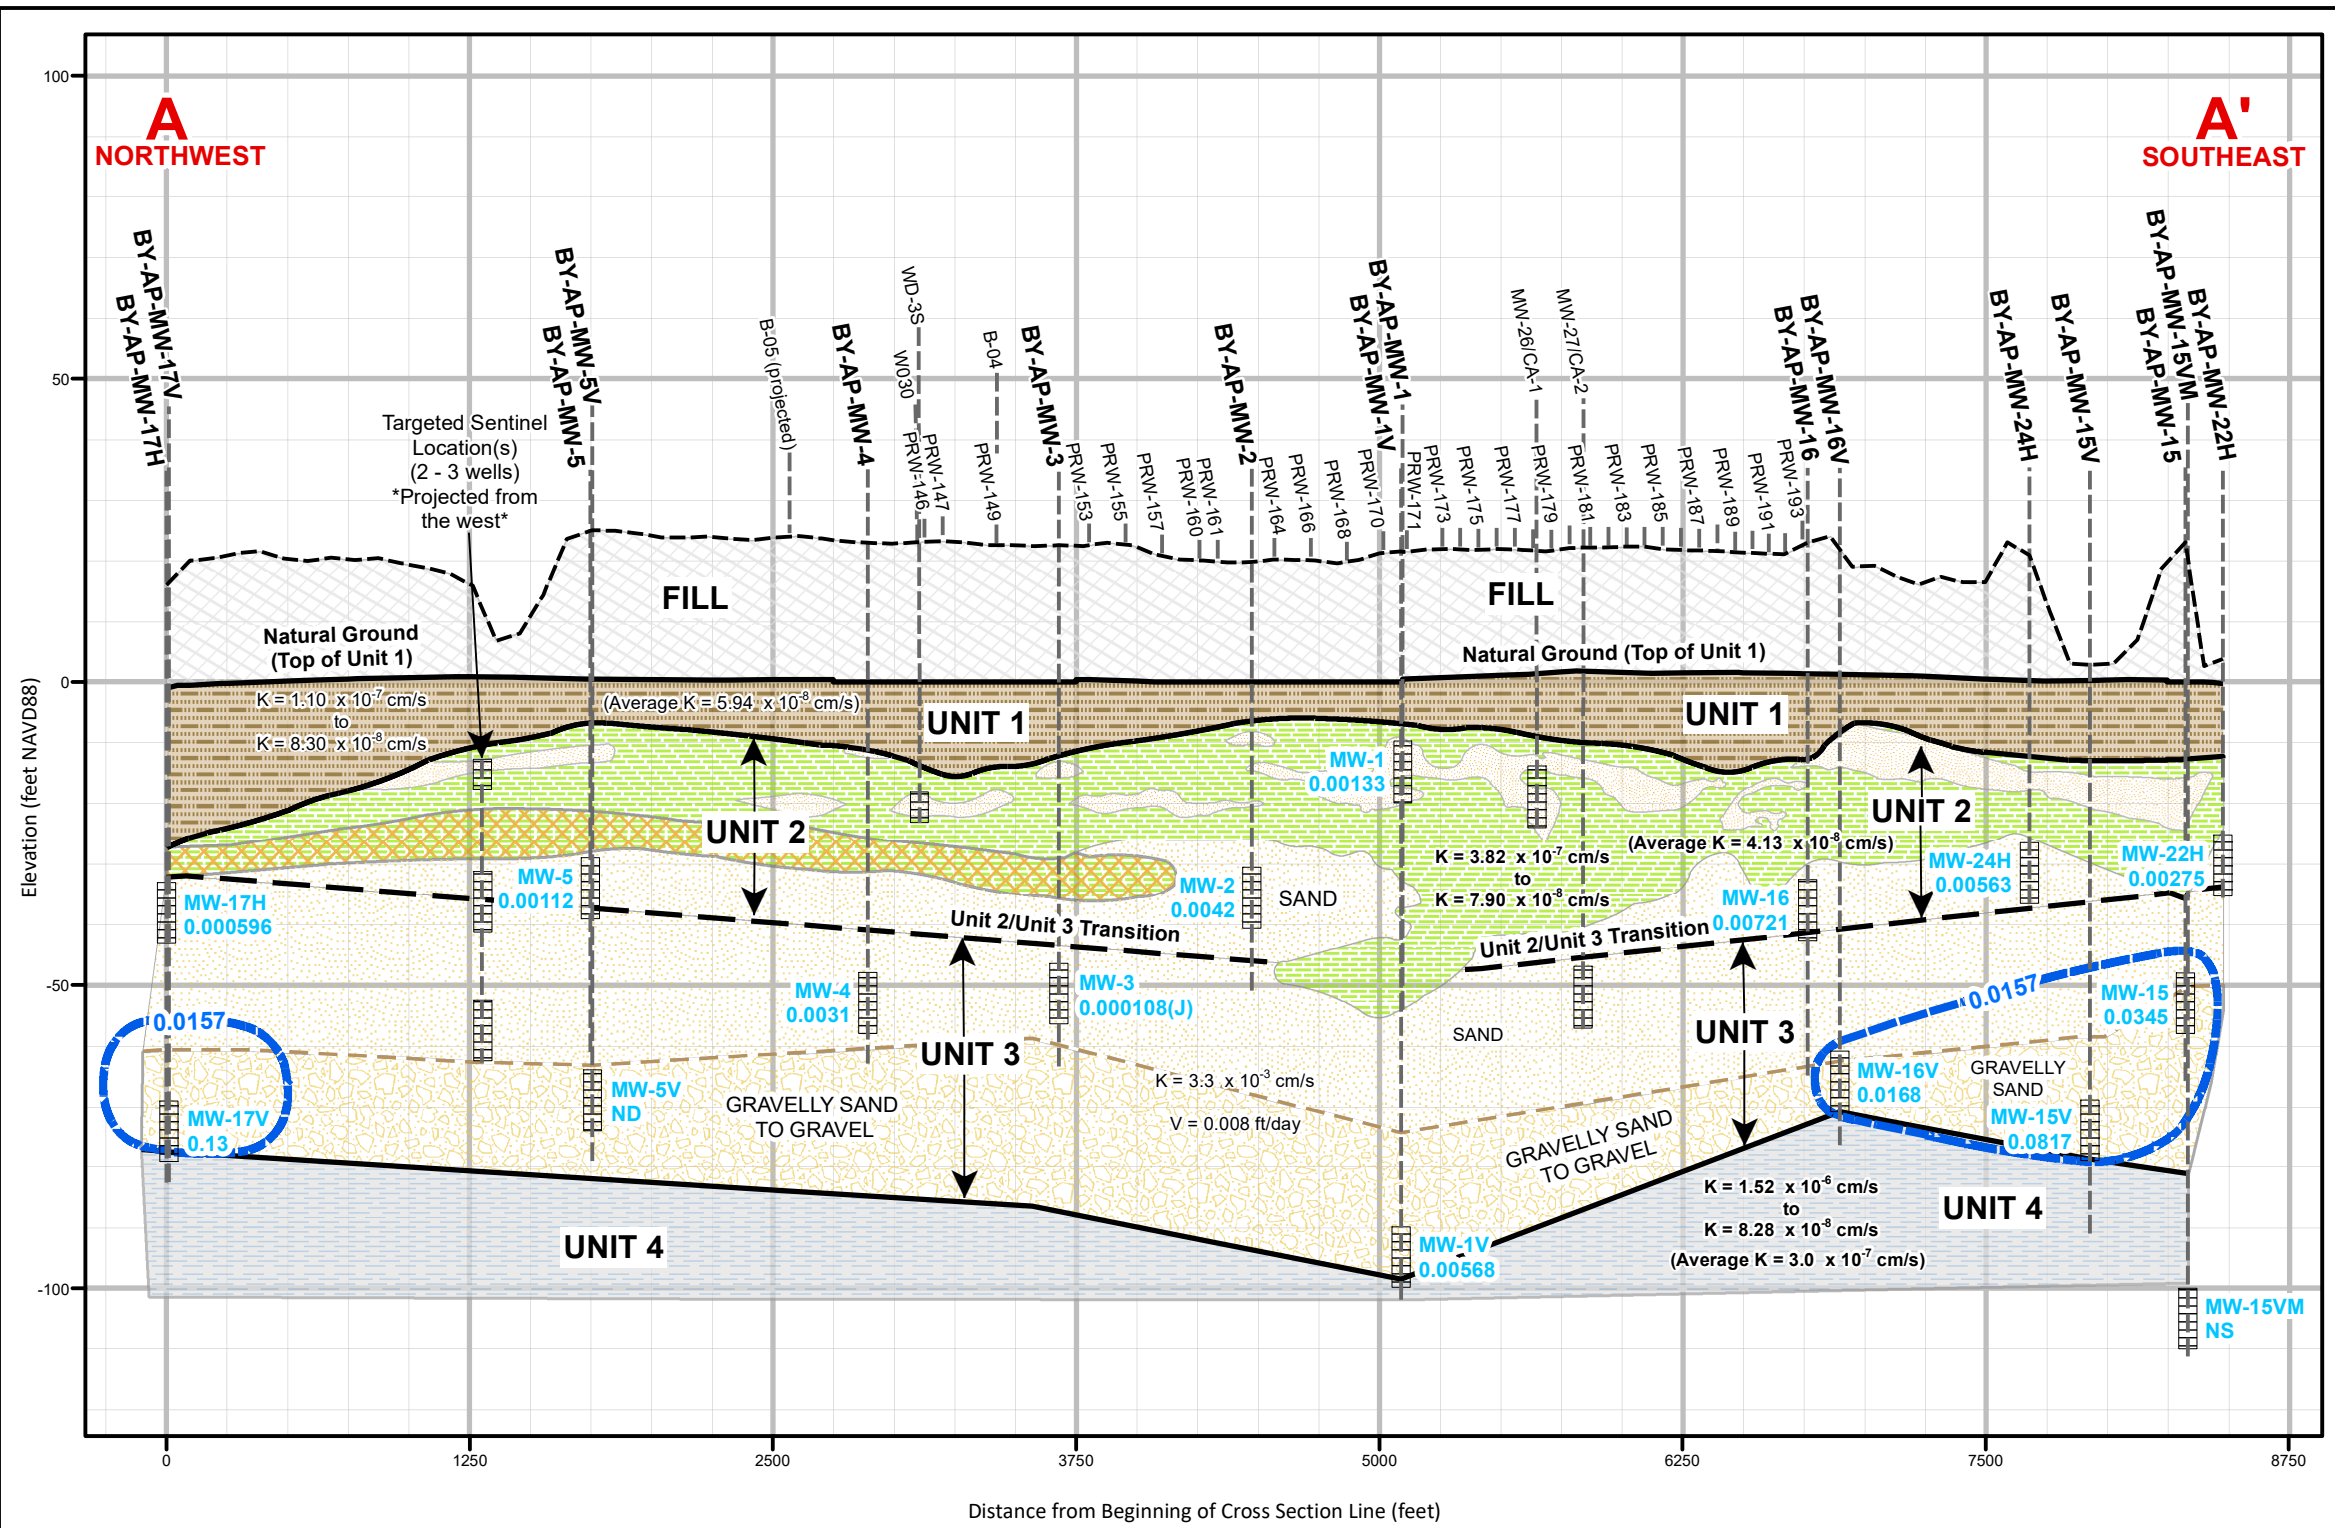 100
50
0
-50
-100
Elevation (feet NAVD88)
A
NORTHWEST
A'
SOUTHEAST
BY-AP-MW-17V
BY-AP-MW-17H
BY-AP-MW-5V
BY-AP-MW-5
B-05 (projected)
BY-AP-MW-4
WD-3S
W030
PRW-146
PRW-147
B-04
PRW-149
BY-AP-MW-3
PRW-153
PRW-155
PRW-157
PRW-160
PRW-161
BY-AP-MW-2
PRW-164
PRW-166
PRW-168
PRW-170
BY-AP-MW-1
BY-AP-MW-1V
PRW-171
PRW-173
PRW-175
PRW-177
MW-26/CA-1
PRW-179
MW-27/CA-2
PRW-181
PRW-183
PRW-185
PRW-187
PRW-189
PRW-191
PRW-193
BY-AP-MW-16
BY-AP-MW-16V
BY-AP-MW-24H
BY-AP-MW-15V
BY-AP-MW-15VM
BY-AP-MW-15
BY-AP-MW-22H
Targeted Sentinel
Location(s)
(2 - 3 wells)
*Projected from
the west*
FILL
FILL
Natural Ground
(Top of Unit 1)
Natural Ground (Top of Unit 1)
K = 1.10 x 10-7 cm/s
to
K = 8.30 x 10-8 cm/s
(Average K = 5.94 x 10-8 cm/s)
UNIT 1
UNIT 1
UNIT 2
UNIT 2
MW-1
0.00133
K = 3.82 x 10-7 cm/s
to
K = 7.90 x 10-8 cm/s
(Average K = 4.13 x 10-8 cm/s)
MW-17H
0.000596
MW-5
0.00112
MW-2
0.0042
SAND
MW-16
0.00721
MW-24H
0.00563
MW-22H
0.00275
Unit 2/Unit 3 Transition
Unit 2/Unit 3 Transition
MW-4
0.0031
MW-3
0.000108(J)
SAND
UNIT 3
UNIT 3
0.0157
0.0157
MW-15
0.0345
MW-17V
0.13
MW-5V
ND
GRAVELLY SAND
TO GRAVEL
K = 3.3 x 10-3 cm/s
V = 0.008 ft/day
GRAVELLY SAND
TO GRAVEL
MW-16V
0.0168
GRAVELLY
SAND
MW-15V
0.0817
UNIT 4
UNIT 4
K = 1.52 x 10-6 cm/s
to
K = 8.28 x 10-8 cm/s
(Average K = 3.0 x 10-7 cm/s)
MW-1V
0.00568
MW-15VM
NS
0
1250
2500
3750
5000
6250
7500
8750
Distance from Beginning of Cross Section Line (feet)